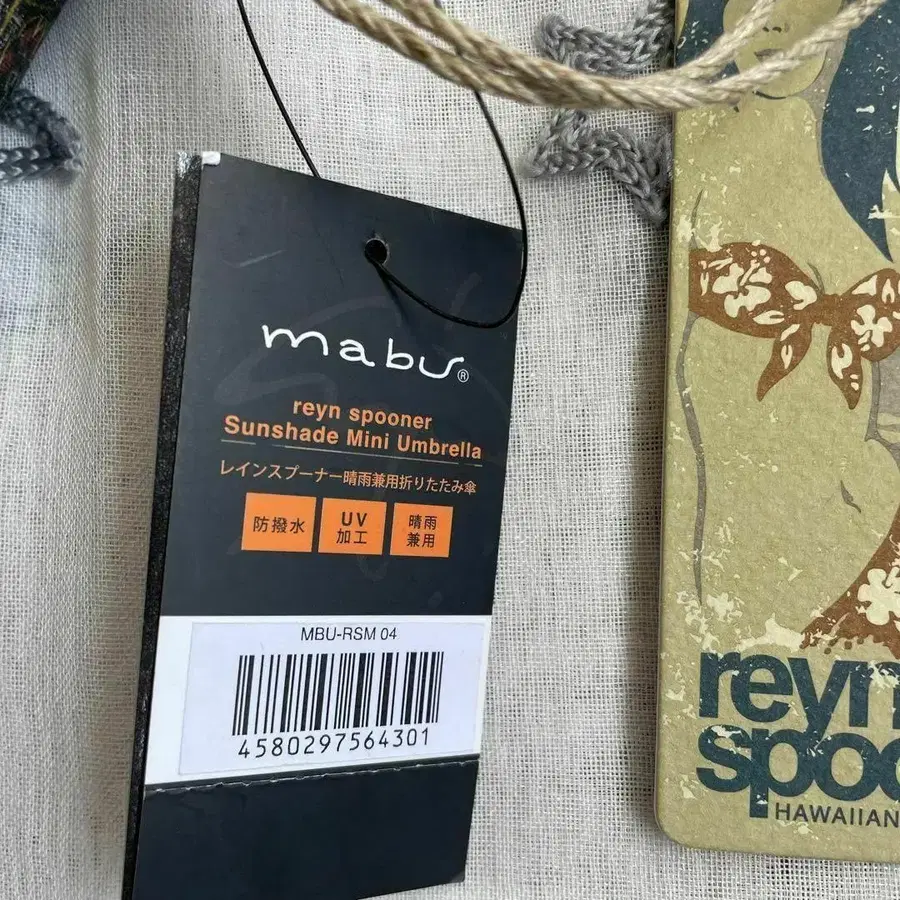 mabu®
reyn spooner
Sunshade Mini Umbrella
レインスプーナー晴雨兼用折りたたみ傘
防撥水
UV
加工
晴雨
兼用
MBU-RSM 04
4580297564301
reyn
spoo
HAWAIIAN